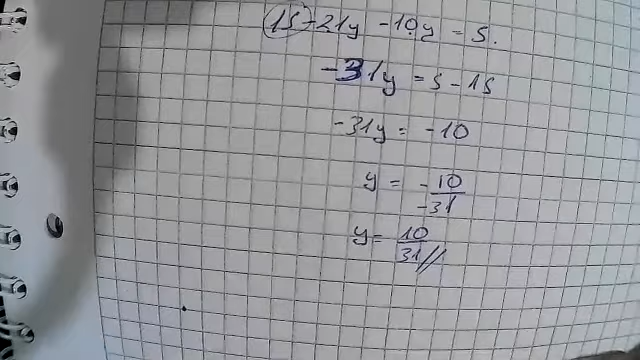 15 - 21y - 10y = 5.
-31y = 5 - 15
-31y = -10
y = -10/-31
y = 10/31//